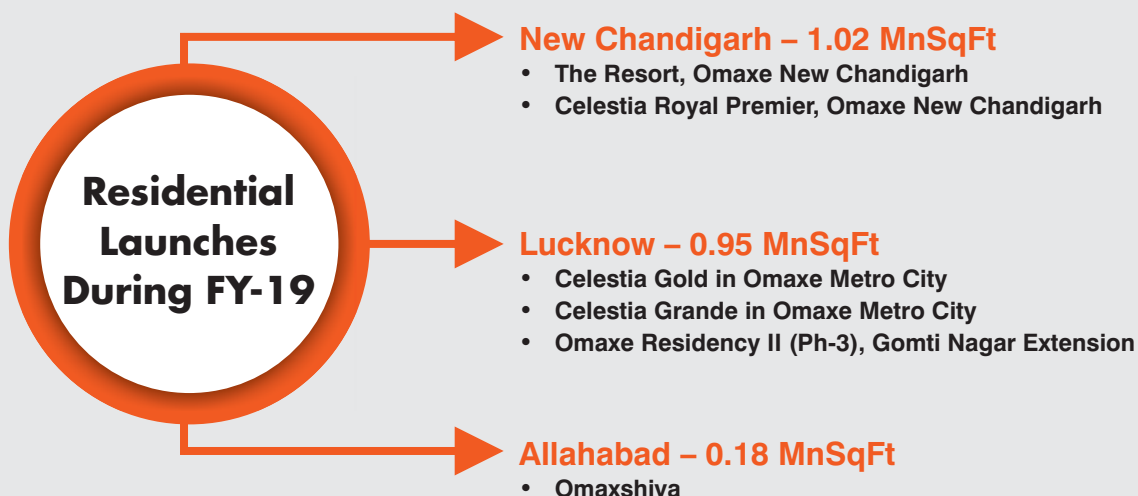 Residential
Launches
During FY-19
New Chandigarh – 1.02 MnSqFt
• The Resort, Omaxe New Chandigarh
• Celestia Royal Premier, Omaxe New Chandigarh
Lucknow – 0.95 MnSqFt
• Celestia Gold in Omaxe Metro City
• Celestia Grande in Omaxe Metro City
• Omaxe Residency II (Ph-3), Gomti Nagar Extension
Allahabad – 0.18 MnSqFt
• Omaxshiva